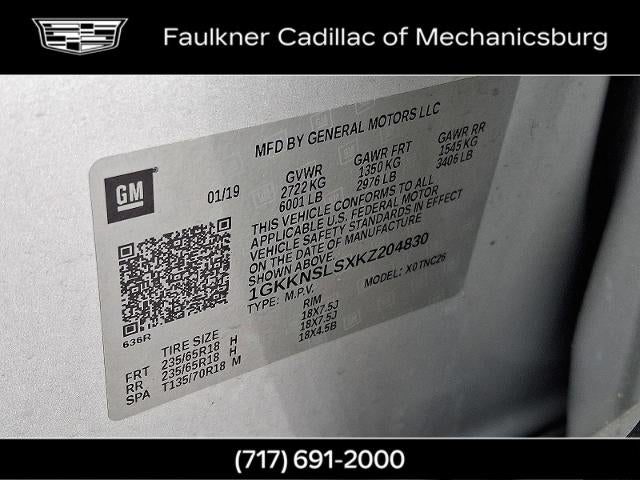 Faulkner Cadillac of Mechanicsburg
MFD BY GENERAL MOTORS LLC
GM
01/19
GVWR GAWR FRT GAWR RR
2722 KG 1350 KG 1545 KG
6001 LB 2976 LB 3406 LB
THIS VEHICLE CONFORMS TO ALL
APPLICABLE U.S. FEDERAL MOTOR
VEHICLE SAFETY STANDARDS IN EFFECT
ON THE DATE OF MANUFACTURE
SHOWN ABOVE.
1GKKNSLSXKZ204830
TYPE: M.P.V. MODEL: X0TNC26
636R
TIRE SIZE RIM
FRT 235/65R18 H 18X7.5J
RR 235/65R18 H 18X7.5J
SPA T135/70R18 M 18X4.5B
(717) 691-2000